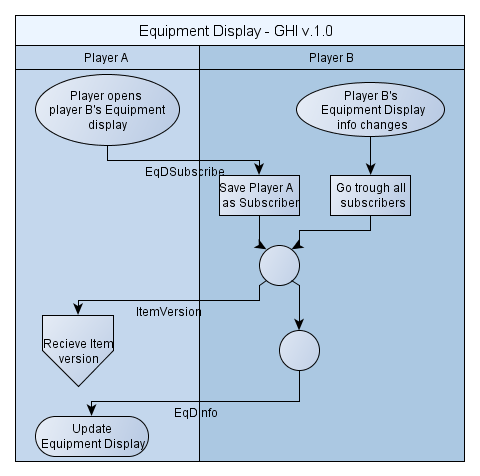 Equipment Display - GHI v.1.0
Player A
Player B
Player opens
player B's Equipment
display
Player B's
Equipment Display
info changes
EqDSubscribe
Save Player A
as Subscriber
Go trough all
subscribers
ItemVersion
Recieve Item
version
EqDInfo
Update
Equipment Display